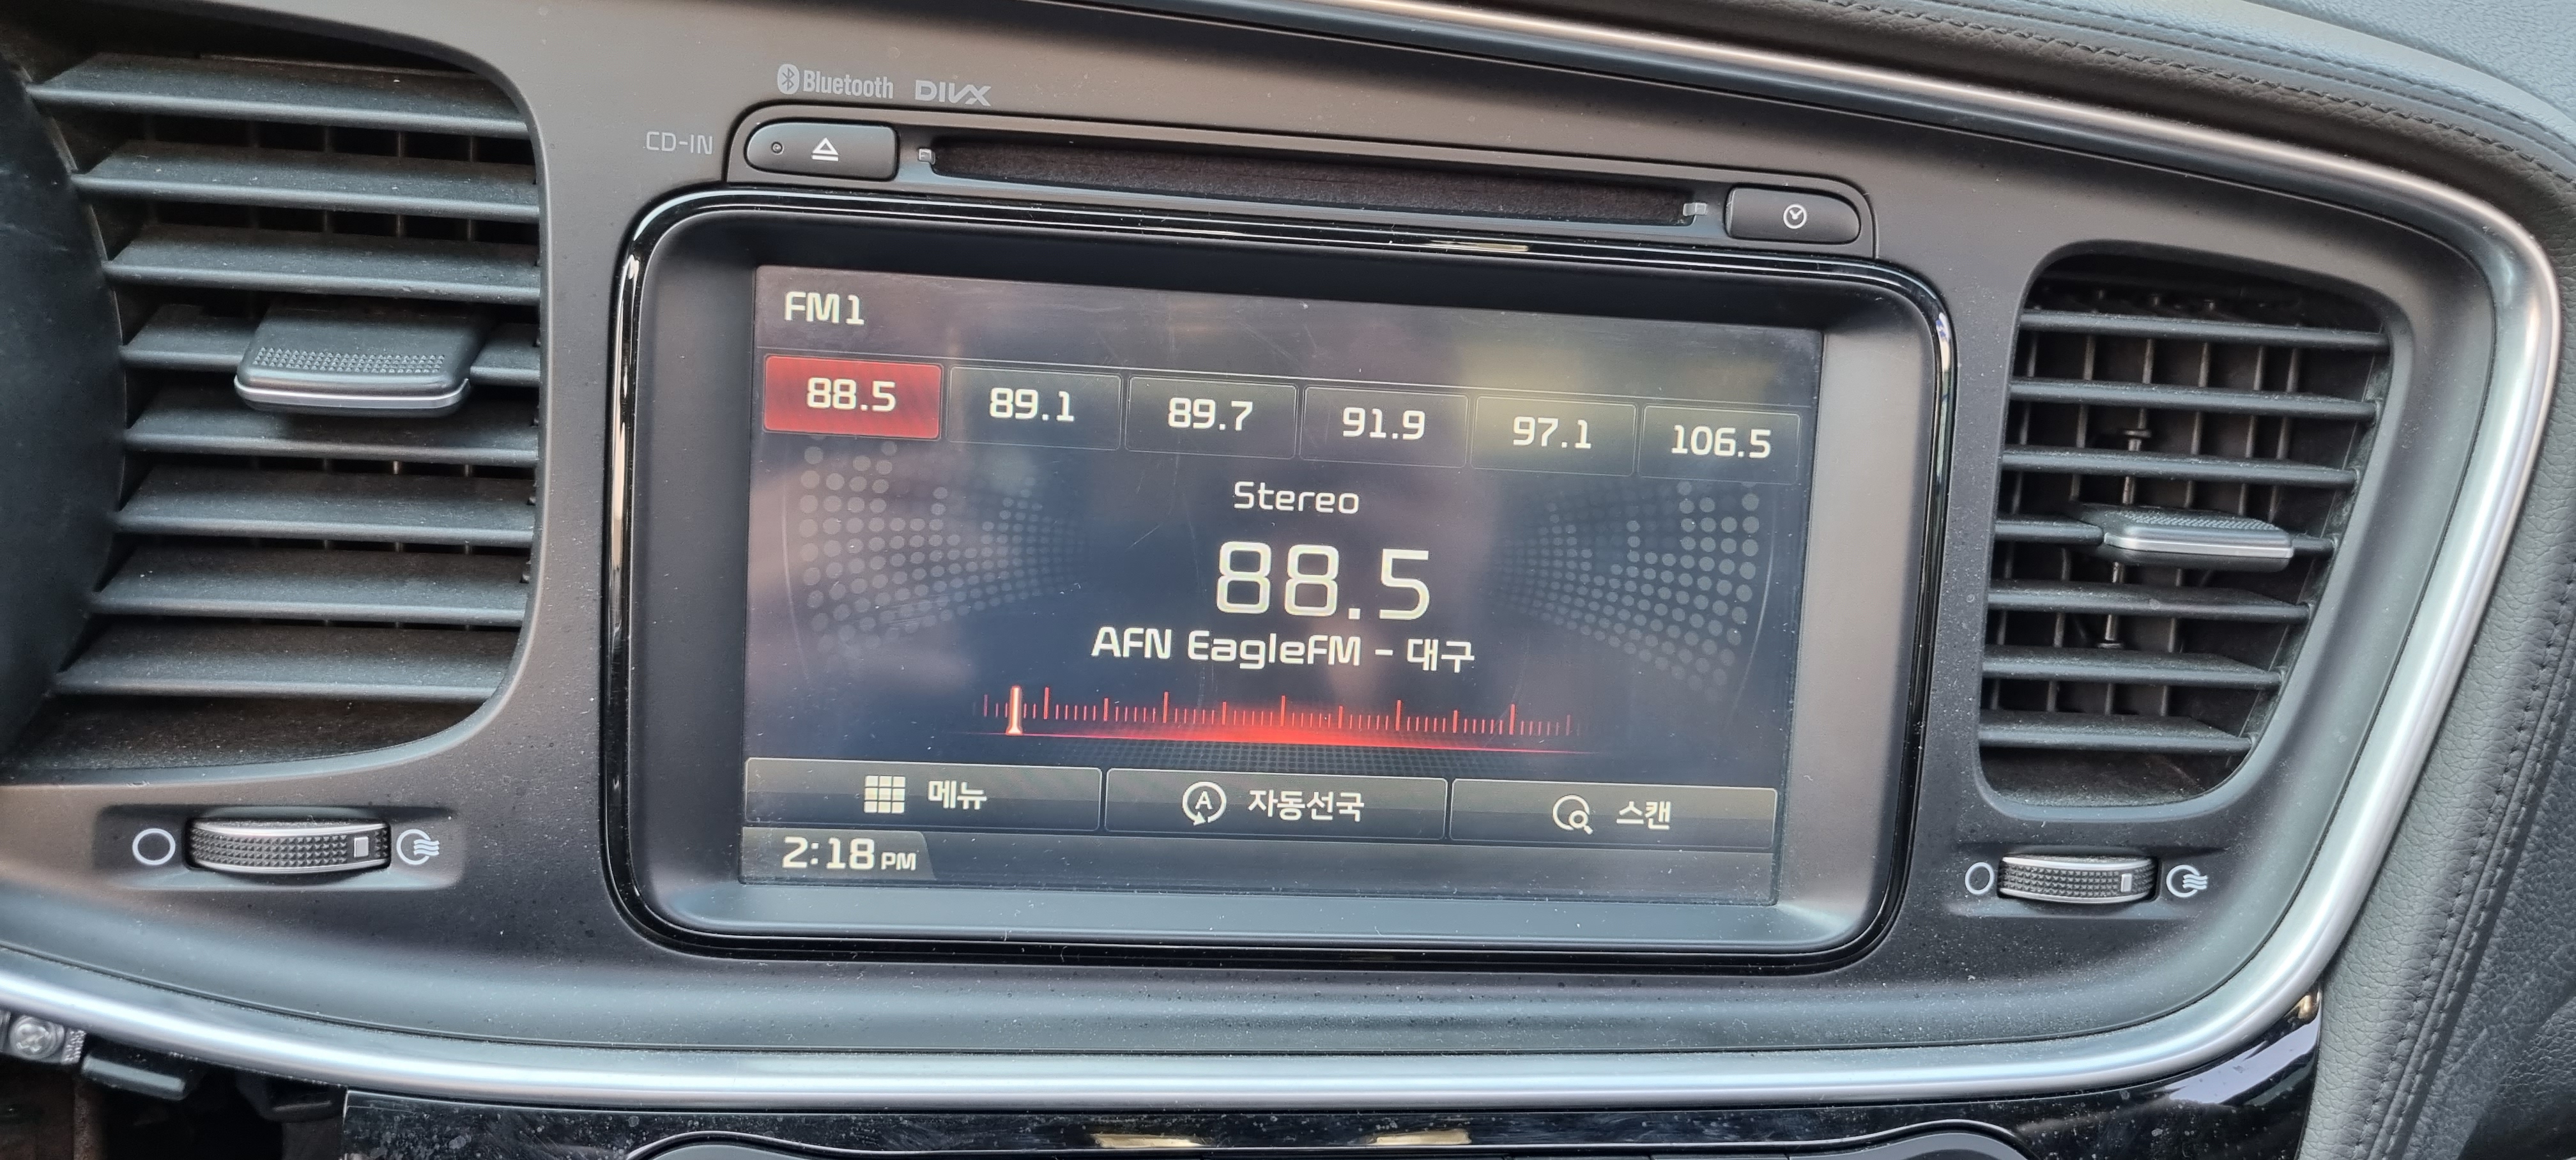 Bluetooth DIVX
CD-IN
FM1
88.5 89.1 89.7 91.9 97.1 106.5
Stereo
88.5
AFN EagleFM - 대구
메뉴 A 자동선국 스캔
2:18 PM